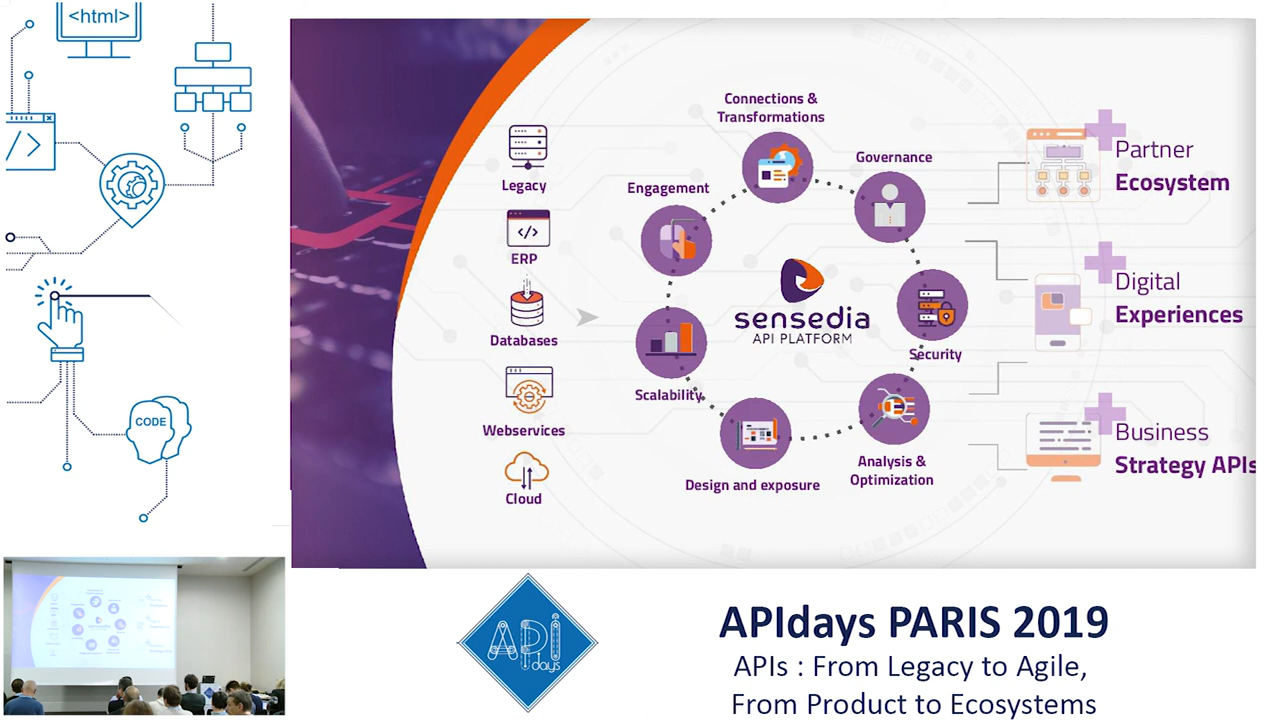 <html>
</>
CODE
Connections &
Transformations
Governance
Engagement
Legacy
</>
ERP
Databases
Webservices
Cloud
sensedia
API PLATFORM
Security
Scalability
Design and exposure
Analysis &
Optimization
Partner
Ecosystem
Digital
Experiences
Business
Strategy APIs
API
days
APIdays PARIS 2019
APIs : From Legacy to Agile,
From Product to Ecosystems